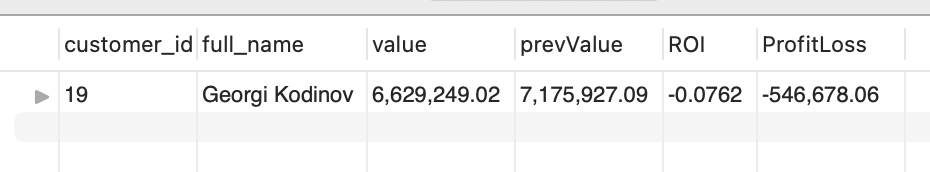 customer_id full_name value prevValue ROI ProfitLoss
19 Georgi Kodinov 6,629,249.02 7,175,927.09 -0.0762 -546,678.06